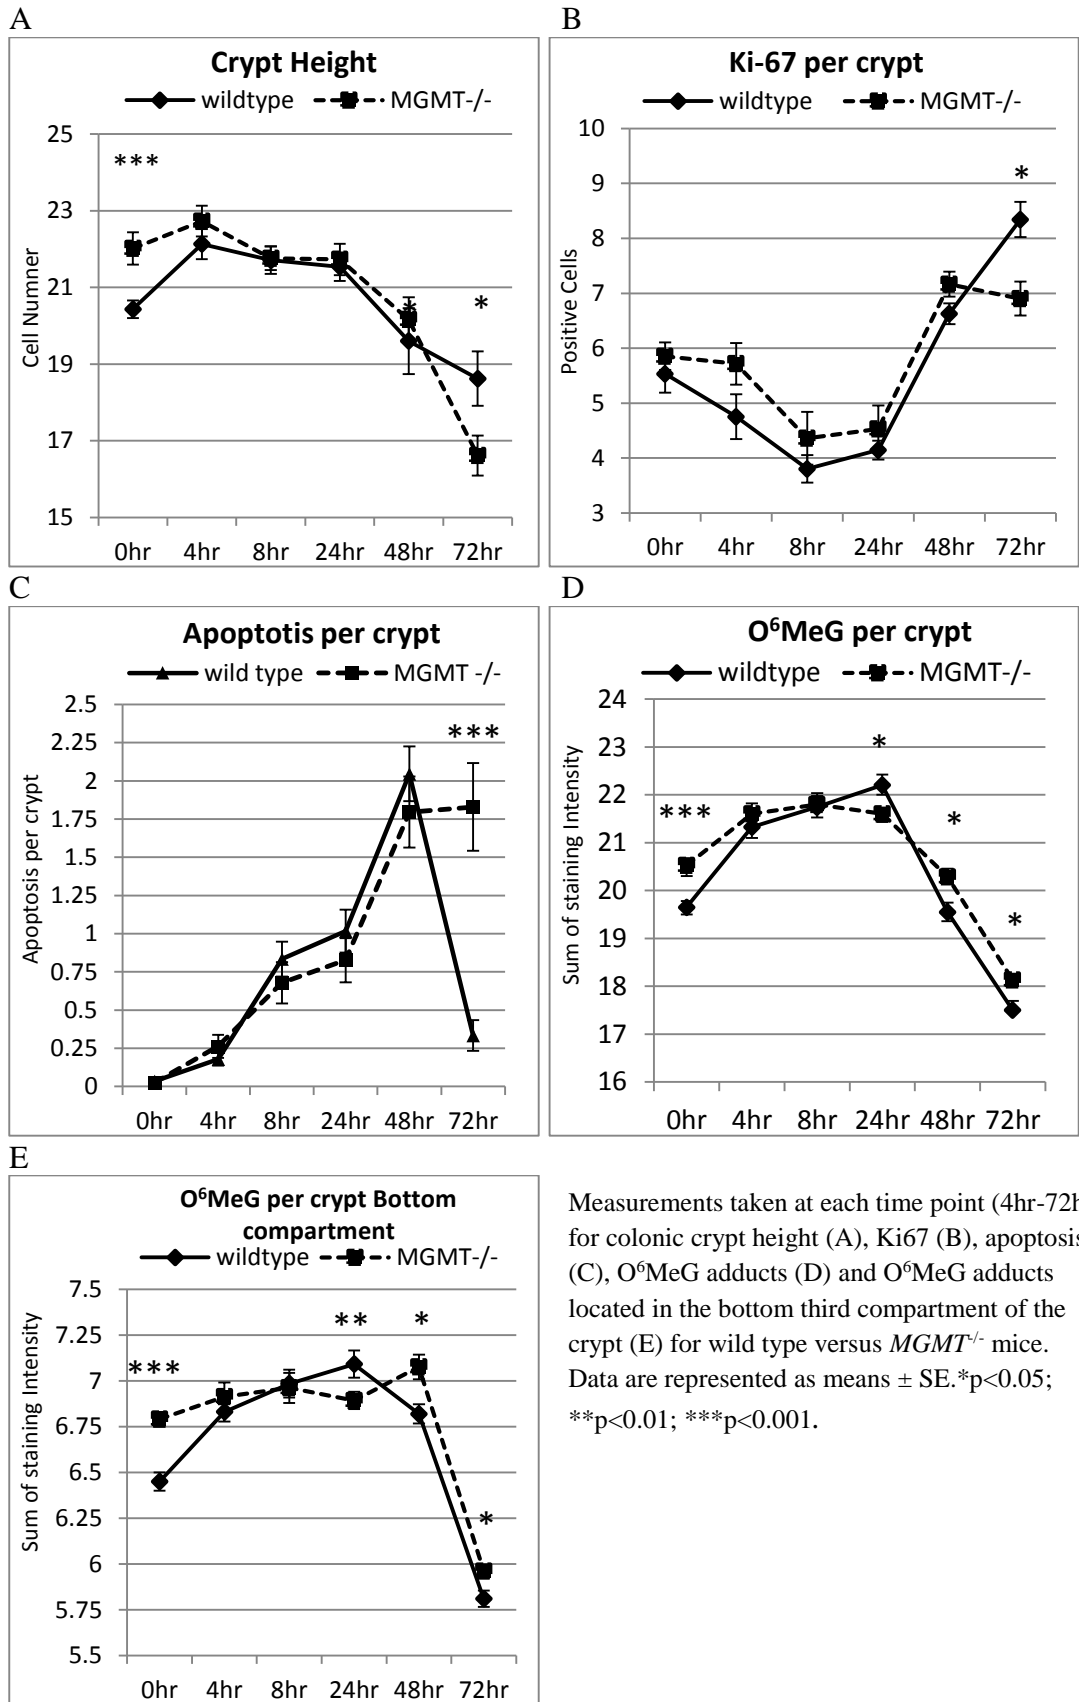 A
Crypt Height
wildtype MGMT-/-
25
23
21
19
17
15
Cell Numner
***
*
*
0hr 4hr 8hr 24hr 48hr 72hr
B
Ki-67 per crypt
wildtype MGMT-/-
10
9
8
7
6
5
4
3
Positive Cells
*
0hr 4hr 8hr 24hr 48hr 72hr
C
Apoptotis per crypt
wild type MGMT -/-
2.5
2.25
2
1.75
1.5
1.25
1
0.75
0.5
0.25
0
Apoptosis per crypt
***
0hr 4hr 8hr 24hr 48hr 72hr
D
O⁶MeG per crypt
wildtype MGMT-/-
24
23
22
21
20
19
18
17
16
Sum of staining Intensity
***
*
*
*
0hr 4hr 8hr 24hr 48hr 72hr
E
O⁶MeG per crypt Bottom
compartment
wildtype MGMT-/-
7.5
7.25
7
6.75
6.5
6.25
6
5.75
5.5
Sum of staining Intensity
***
**
*
*
0hr 4hr 8hr 24hr 48hr 72hr
Measurements taken at each time point (4hr-72h
for colonic crypt height (A), Ki67 (B), apoptosis
(C), O⁶MeG adducts (D) and O⁶MeG adducts
located in the bottom third compartment of the
crypt (E) for wild type versus MGMT⁻/⁻ mice.
Data are represented as means ± SE.*p<0.05;
**p<0.01; ***p<0.001.